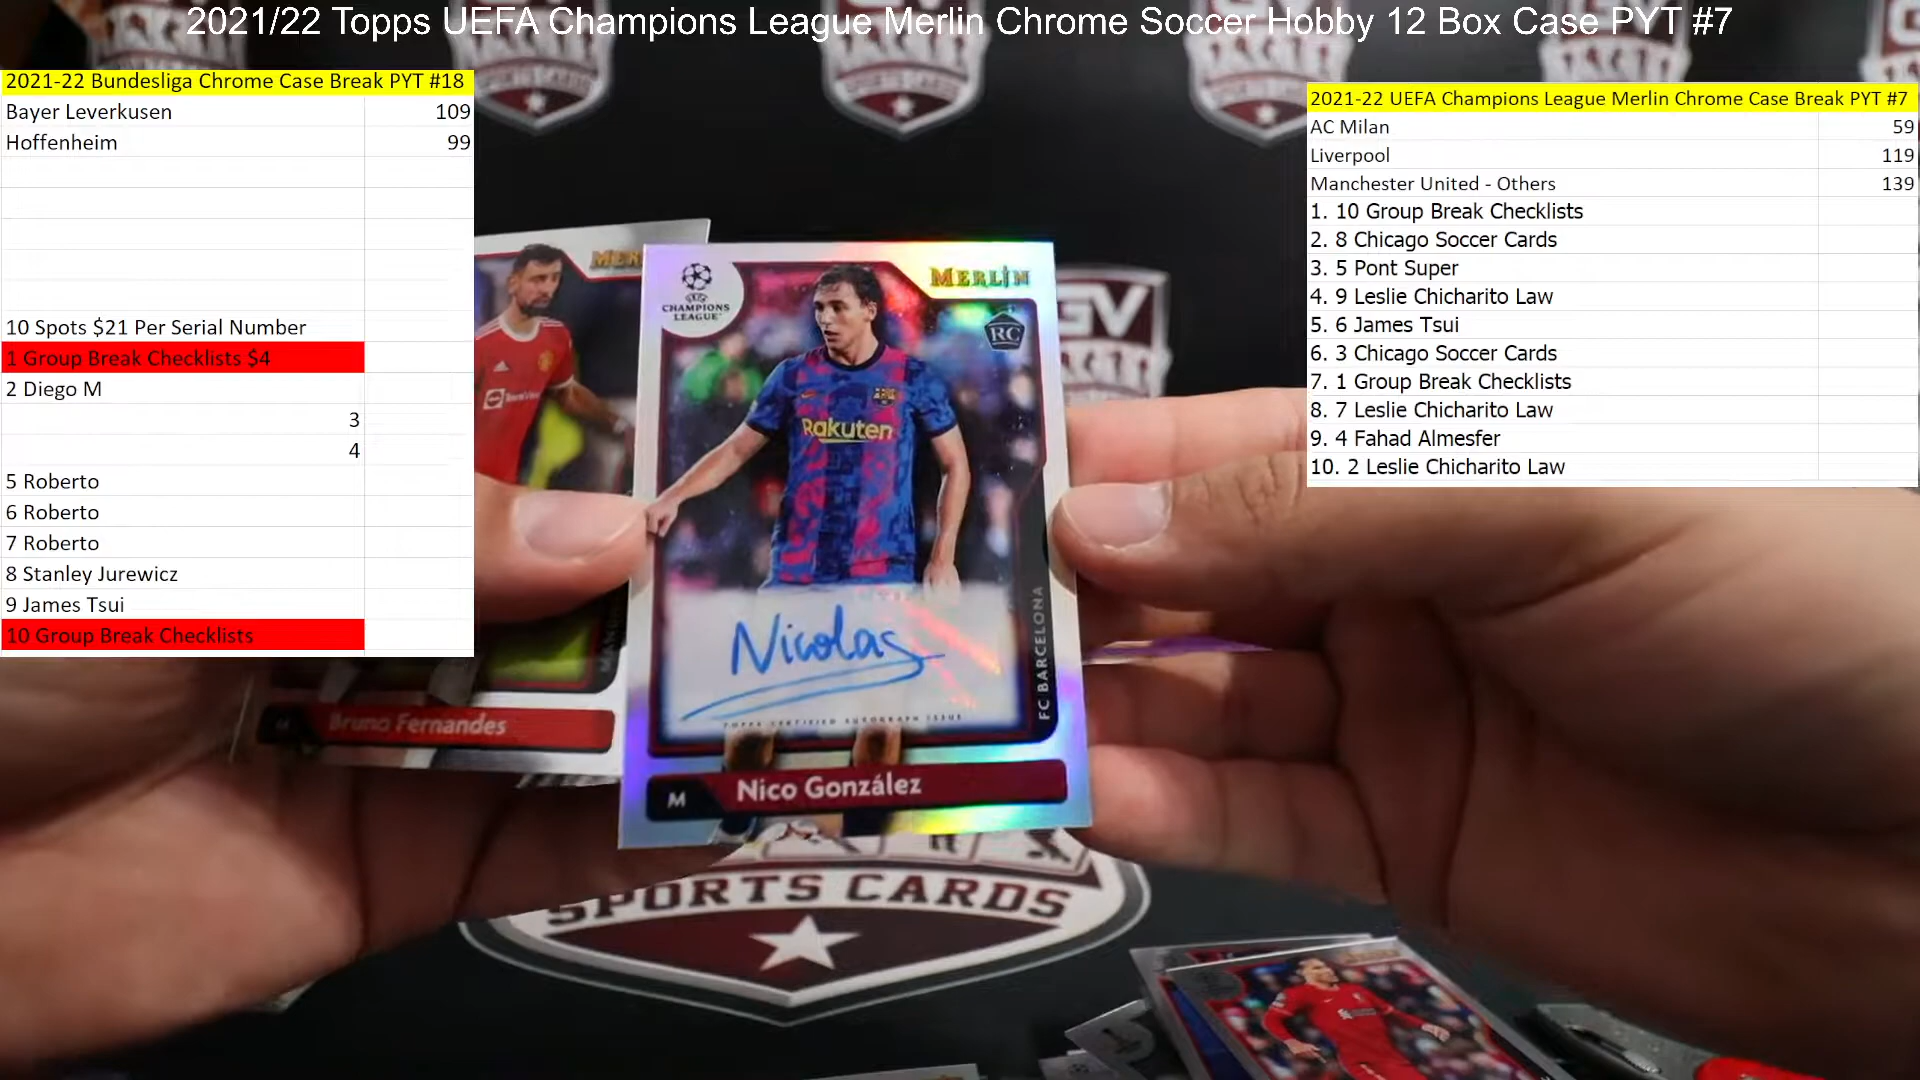 2021/22 Topps UEFA Champions League Merlin Chrome Soccer Hobby 12 Box Case PYT #7
2021-22 Bundesliga Chrome Case Break PYT #18
Bayer Leverkusen 109
Hoffenheim 99
10 Spots $21 Per Serial Number
1 Group Break Checklists $4
2 Diego M
3
4
5 Roberto
6 Roberto
7 Roberto
8 Stanley Jurewicz
9 James Tsui
10 Group Break Checklists
2021-22 UEFA Champions League Merlin Chrome Case Break PYT #7
AC Milan 59
Liverpool 119
Manchester United - Others 139
1. 10 Group Break Checklists
2. 8 Chicago Soccer Cards
3. 5 Pont Super
4. 9 Leslie Chicharito Law
5. 6 James Tsui
6. 3 Chicago Soccer Cards
7. 1 Group Break Checklists
8. 7 Leslie Chicharito Law
9. 4 Fahad Almesfer
10. 2 Leslie Chicharito Law
MERLIN
UEFA
CHAMPIONS
LEAGUE
RC
Rakuten
Nicolas
TOPPS CERTIFIED AUTOGRAPH ISSUE
FC BARCELONA
M Nico González
M Bruno Fernandes
SPORTS CARDS